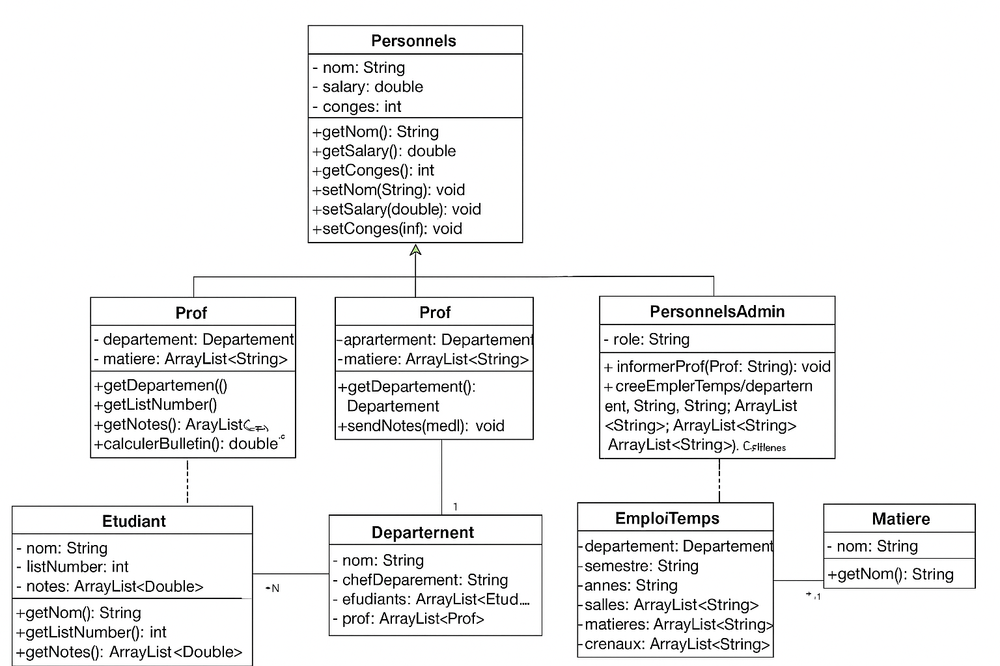 Personnels
- nom: String
- salary: double
- conges: int
+getNom(): String
+getSalary(): double
+getConges(): int
+setNom(String): void
+setSalary(double): void
+setConges(inf): void
Prof
- departement: Departement
- matiere: ArrayList<String>
+getDepartemen(()
+getListNumber()
+getNotes(): ArayList
+calculerBullefin(): double
Prof
-aprarterment: Departement
-matiere: ArrayList<String>
+getDepartement():
Departement
+sendNotes(medl): void
PersonnelsAdmin
- role: String
+ informerProf(Prof: String): void
+ creeEmplerTemps/departern
ent, String, String; ArrayList
<String>; ArrayList<String>
ArrayList<String>).
Etudiant
- nom: String
- listNumber: int
- notes: ArrayList<Double>
+getNom(): String
+getListNumber(): int
+getNotes(): ArrayList<Double>
N
1
Departernent
- nom: String
- chefDeparement: String
- efudiants: ArrayList<Etud....
- prof: ArrayList<Prof>
EmploiTemps
-departement: Departement
-semestre: String
-annes: String
-salles: ArrayList<String>
-matieres: ArrayList<String>
-crenaux: ArrayList<String>
,1
Matiere
- nom: String
+getNom(): String